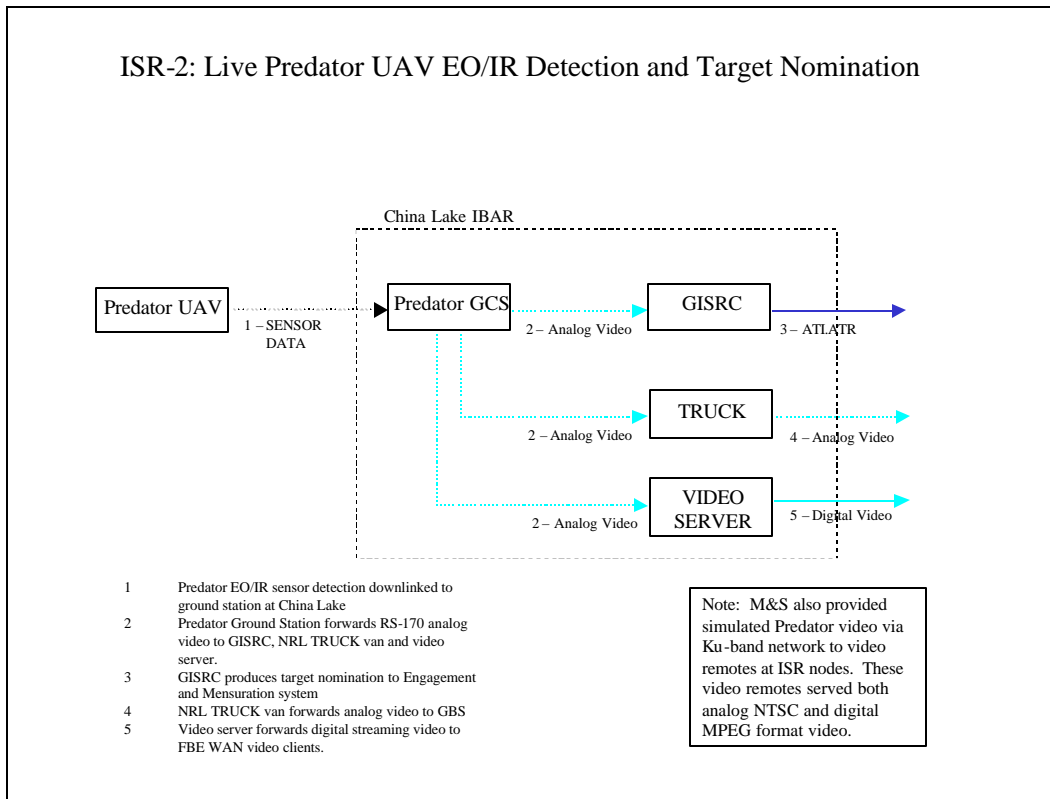 ISR-2: Live Predator UAV EO/IR Detection and Target Nomination
China Lake IBAR
Predator UAV
1 – SENSOR
DATA
Predator GCS
2 – Analog Video
GISRC
3 – ATI.ATR
2 – Analog Video
TRUCK
4 – Analog Video
2 – Analog Video
VIDEO
SERVER
5 – Digital Video
1 Predator EO/IR sensor detection downlinked to
ground station at China Lake
2 Predator Ground Station forwards RS-170 analog
video to GISRC, NRL TRUCK van and video
server.
3 GISRC produces target nomination to Engagement
and Mensuration system
4 NRL TRUCK van forwards analog video to GBS
5 Video server forwards digital streaming video to
FBE WAN video clients.
Note: M&S also provided
simulated Predator video via
Ku-band network to video
remotes at ISR nodes. These
video remotes served both
analog NTSC and digital
MPEG format video.